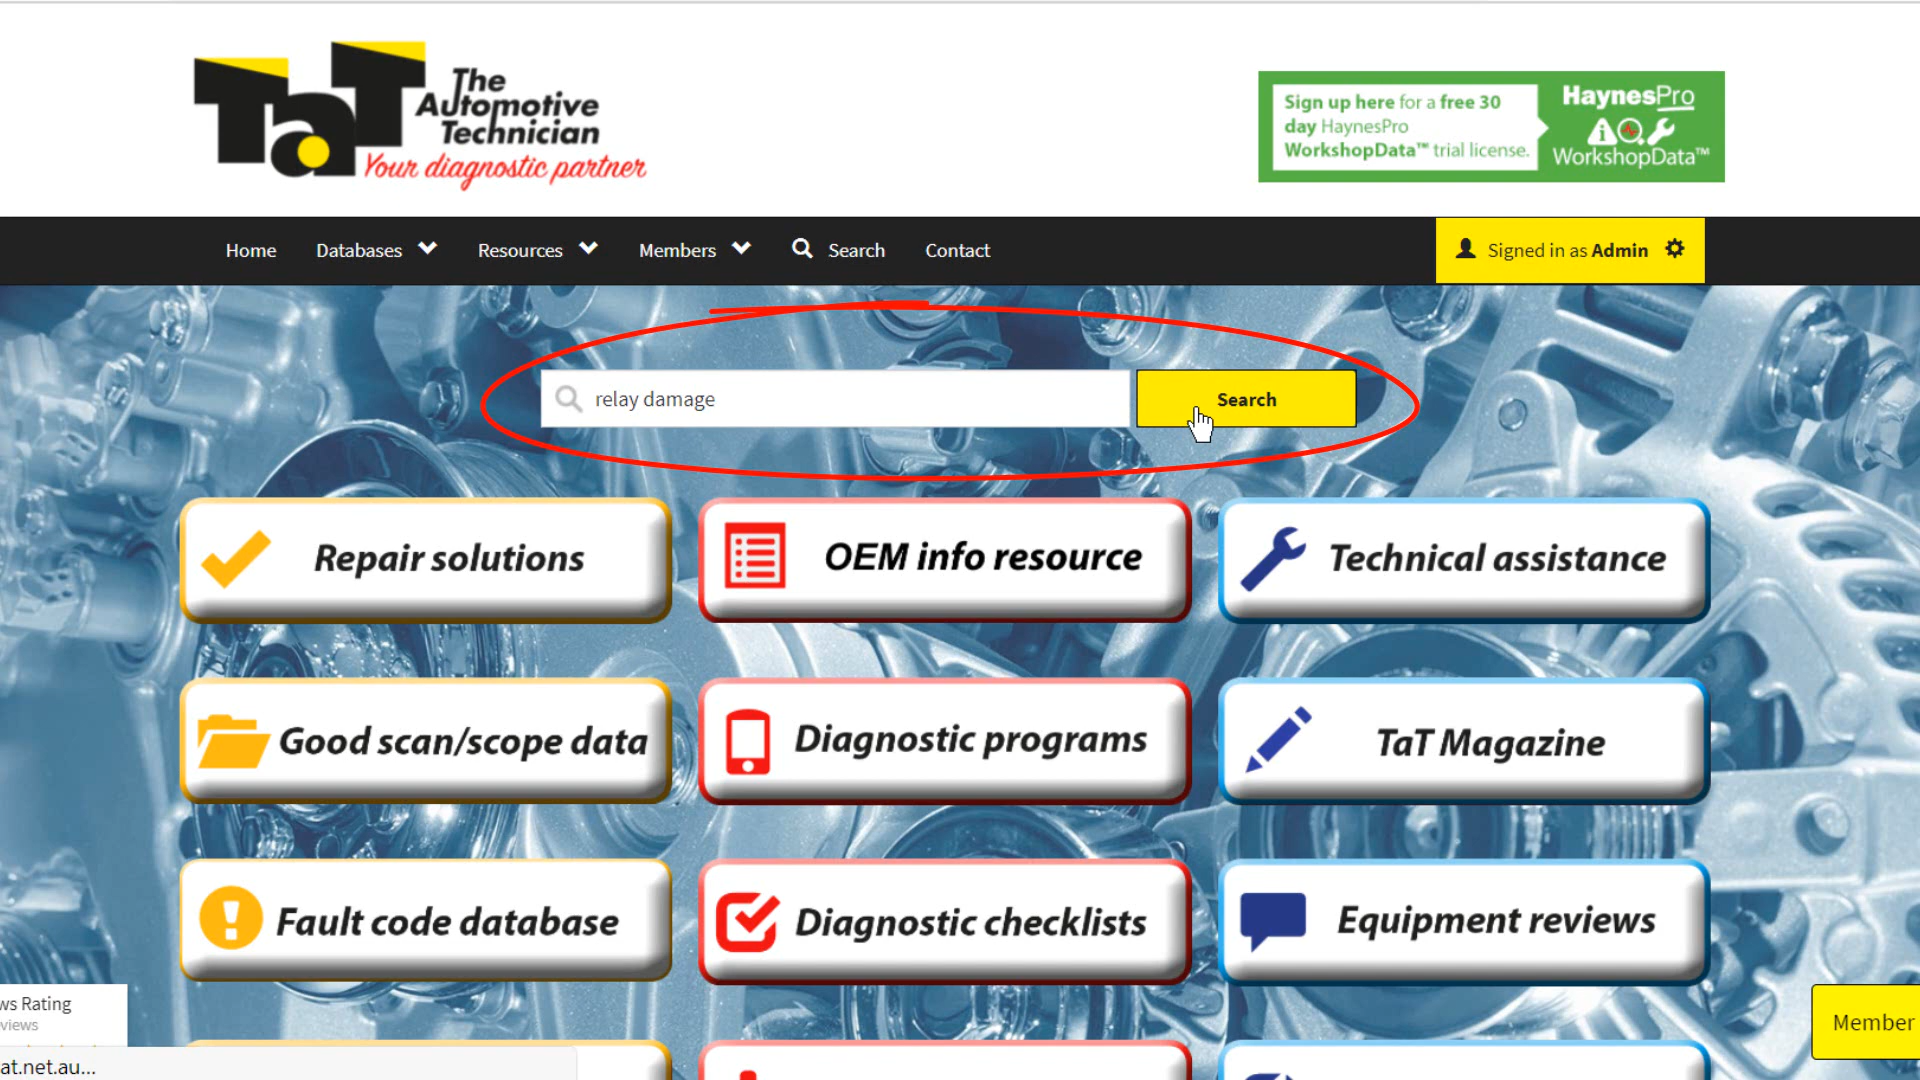 TaT
The
Automotive
Technician
Your diagnostic partner
Sign up here for a free 30
day HaynesPro
WorkshopData™ trial license.
HaynesPro
WorkshopData™
Home
Databases
Resources
Members
Search
Contact
Signed in as Admin
relay damage
Search
Repair solutions
OEM info resource
Technical assistance
Good scan/scope data
Diagnostic programs
TaT Magazine
Fault code database
Diagnostic checklists
Equipment reviews
ws Rating
views
Member
at.net.au...